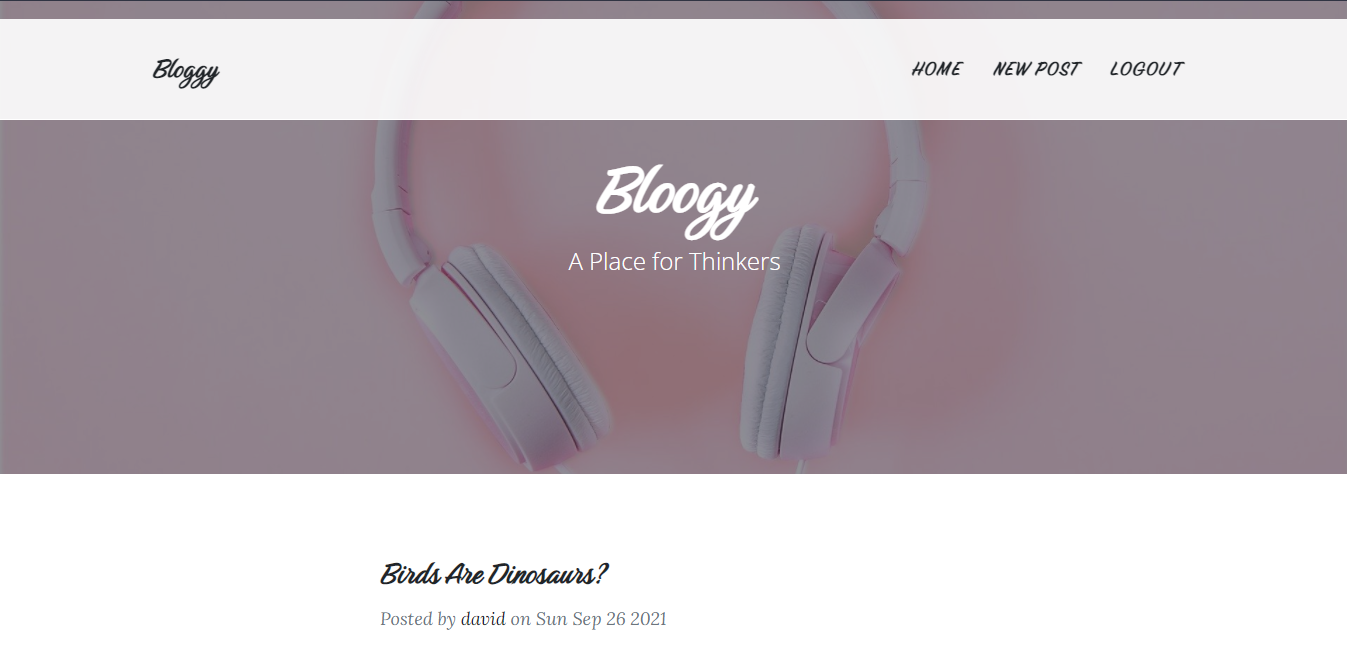 Bloggy
HOME NEW POST LOGOUT
Bloogy
A Place for Thinkers
Birds Are Dinosaurs?
Posted by david on Sun Sep 26 2021